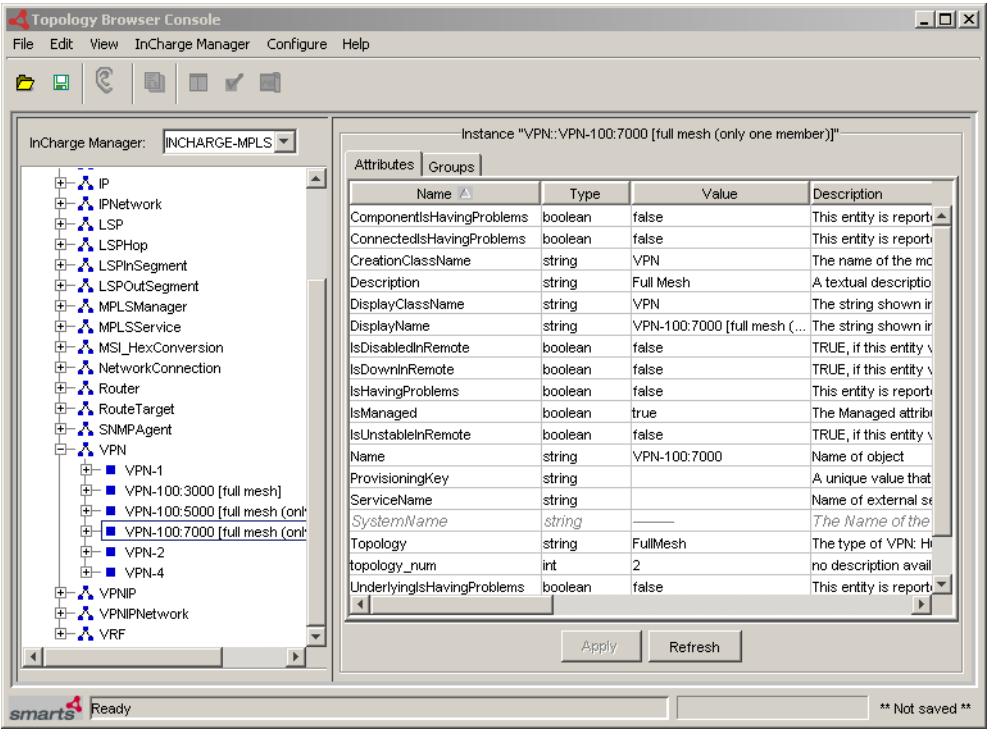 Topology Browser Console
File Edit View InCharge Manager Configure Help
InCharge Manager: INCHARGE-MPLS
IP
IPNetwork
LSP
LSPHop
LSPInSegment
LSPOutSegment
MPLSManager
MPLSService
MSI_HexConversion
NetworkConnection
Router
RouteTarget
SNMPAgent
VPN
VPN-1
VPN-100:3000 [full mesh]
VPN-100:5000 [full mesh (onl
VPN-100:7000 [full mesh (onl
VPN-2
VPN-4
VPNIP
VPNIPNetwork
VRF
Instance "VPN::VPN-100:7000 [full mesh (only one member)]"
Attributes Groups
Name Type Value Description
ComponentIsHavingProblems boolean false This entity is reporte
ConnectedIsHavingProblems boolean false This entity is reporte
CreationClassName string VPN The name of the mo
Description string Full Mesh A textual descriptio
DisplayClassName string VPN The string shown in
DisplayName string VPN-100:7000 [full mesh (... The string shown in
IsDisabledInRemote boolean false TRUE, if this entity v
IsDownInRemote boolean false TRUE, if this entity v
IsHavingProblems boolean false This entity is reporte
IsManaged boolean true The Managed attribu
IsUnstableInRemote boolean false TRUE, if this entity v
Name string VPN-100:7000 Name of object
ProvisioningKey string A unique value that
ServiceName string Name of external se
SystemName string ——— The Name of the
Topology string FullMesh The type of VPN: Hu
topology_num int 2 no description avail
UnderlyingIsHavingProblems boolean false This entity is reporte
Apply Refresh
smarts Ready ** Not saved **